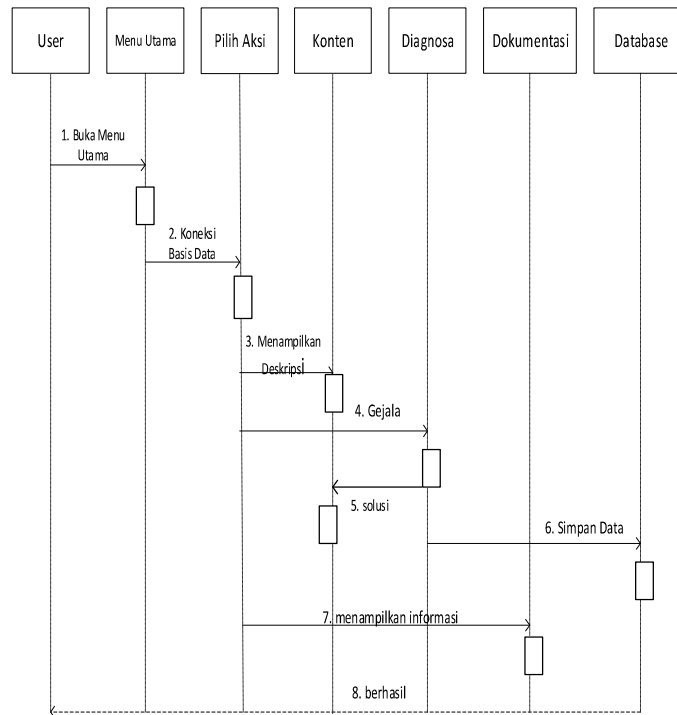 User
Menu Utama
Pilih Aksi
Konten
Diagnosa
Dokumentasi
Database
1. Buka Menu
Utama
2. Koneksi
Basis Data
3. Menampilkan
Deskripsi
4. Gejala
5. solusi
6. Simpan Data
7. menampilkan informasi
8. berhasil